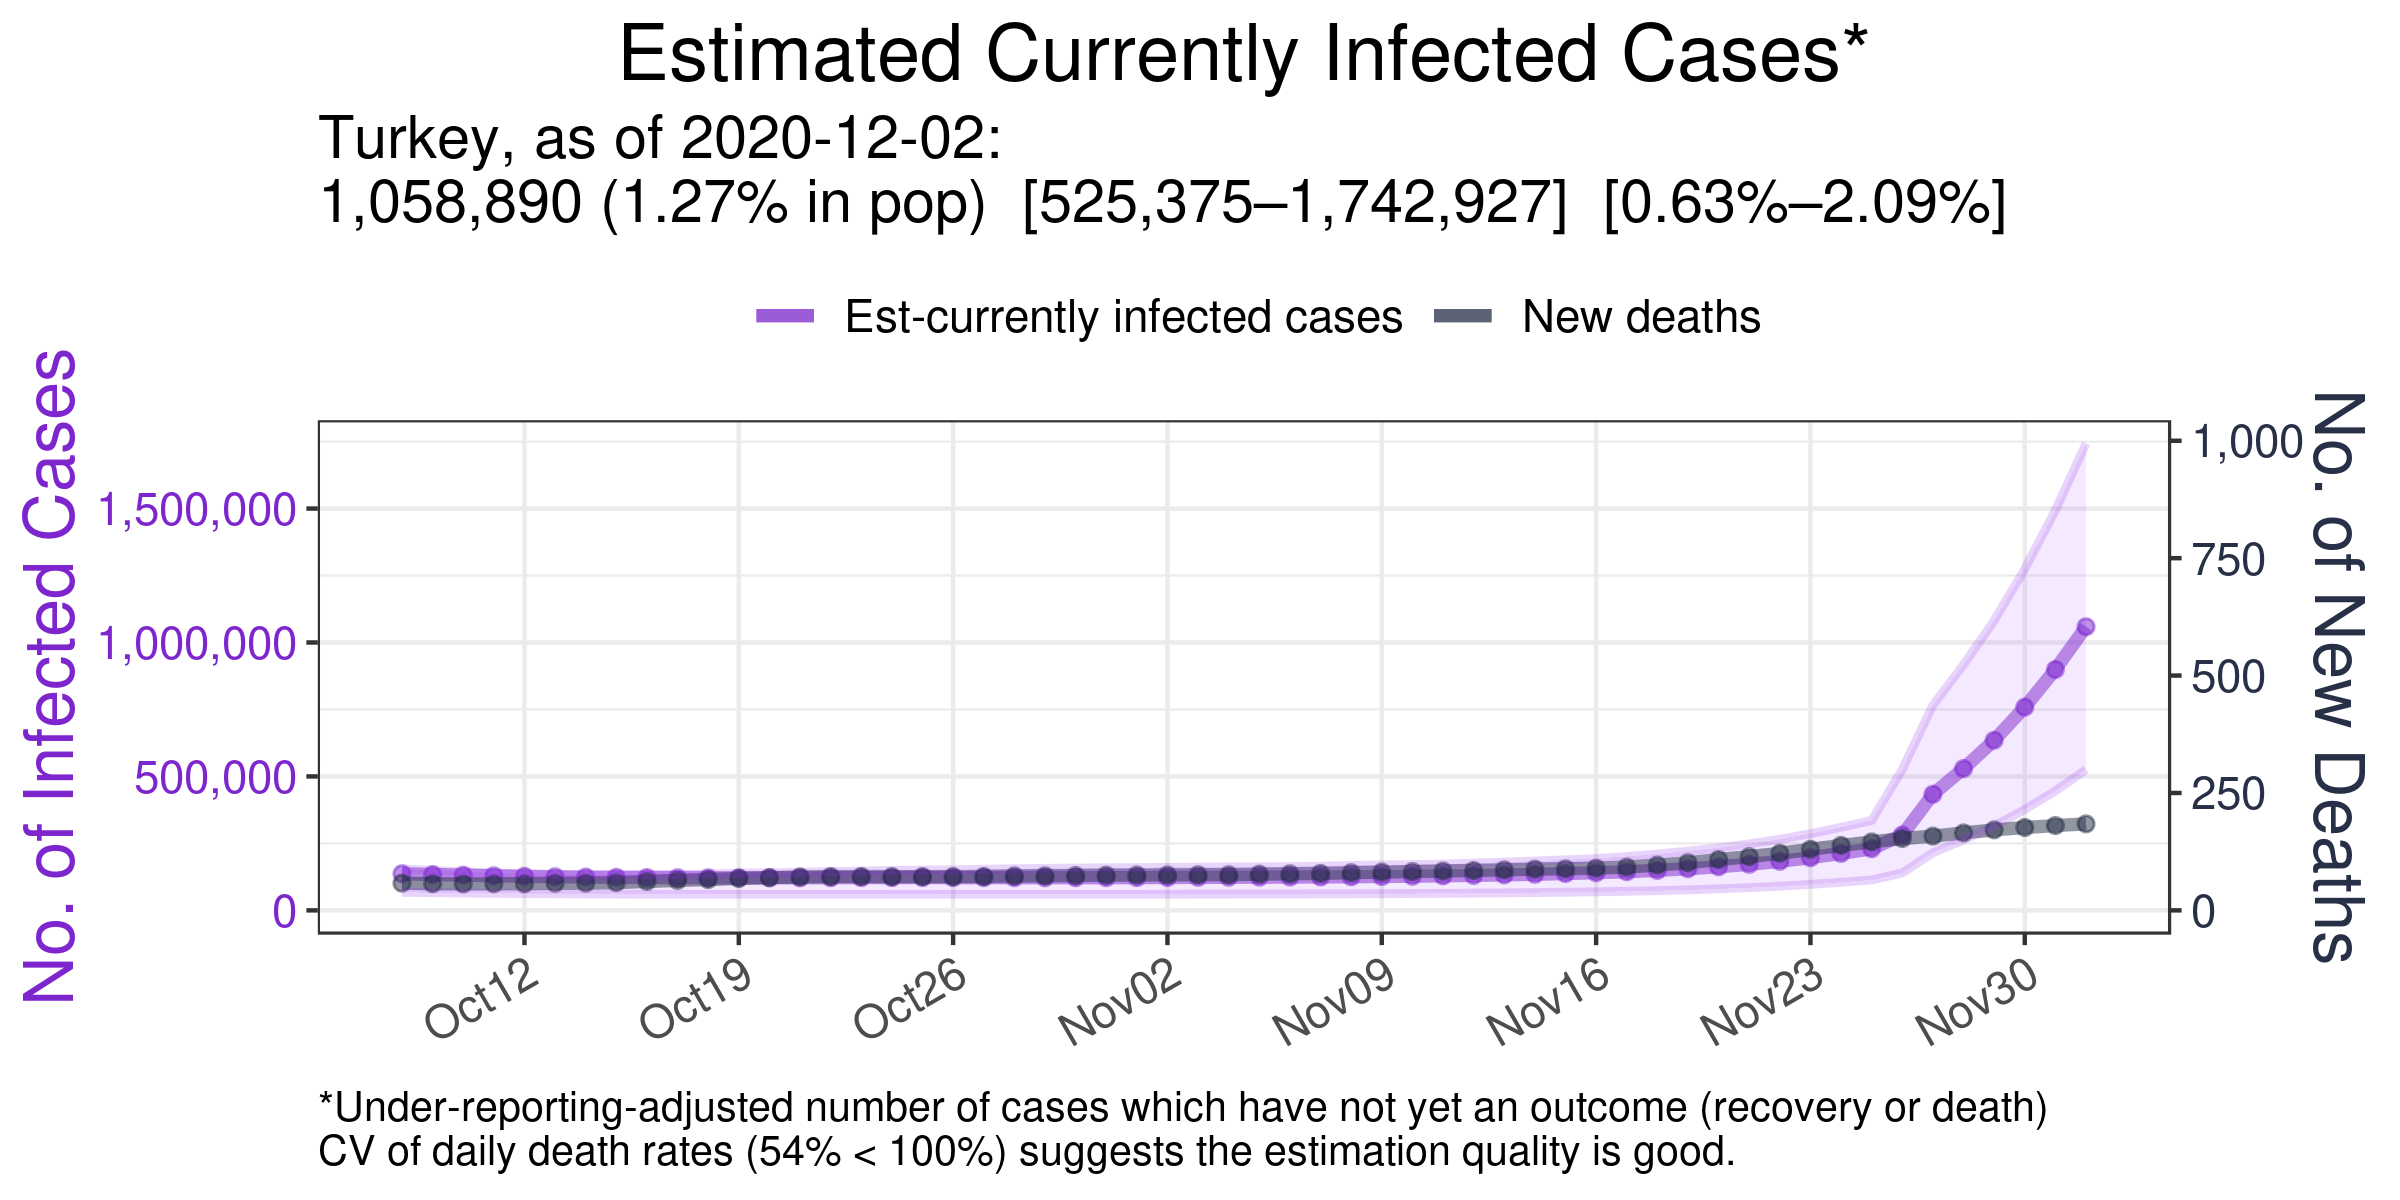 Estimated Currently Infected Cases*
Turkey, as of 2020-12-02:
1,058,890 (1.27% in pop) [525,375–1,742,927] [0.63%–2.09%]
Est-currently infected cases
New deaths
No. of Infected Cases
1,500,000
1,000,000
500,000
0
1,000
750
500
250
0
No. of New Deaths
Oct12
Oct19
Oct26
Nov02
Nov09
Nov16
Nov23
Nov30
*Under-reporting-adjusted number of cases which have not yet an outcome (recovery or death)
CV of daily death rates (54% < 100%) suggests the estimation quality is good.